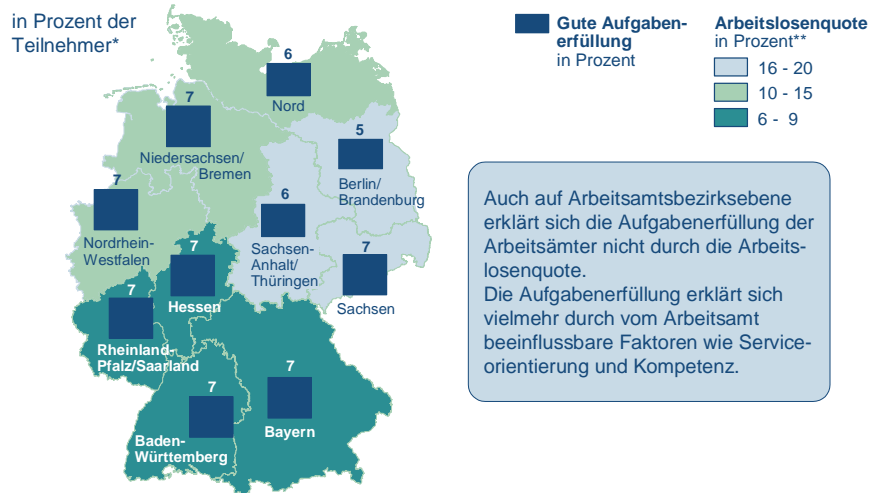 in Prozent der
Teilnehmer*
Gute Aufgaben-
erfüllung
in Prozent
Arbeitslosenquote
in Prozent**
16 - 20
10 - 15
6 - 9
6
Nord
7
Niedersachsen/
Bremen
5
Berlin/
Brandenburg
7
Nordrhein-
Westfalen
6
Sachsen-
Anhalt/
Thüringen
7
Sachsen
7
Hessen
7
Rheinland-
Pfalz/Saarland
7
Baden-
Württemberg
7
Bayern
Auch auf Arbeitsamtsbezirksebene
erklärt sich die Aufgabenerfüllung der
Arbeitsämter nicht durch die Arbeits-
losenquote.
Die Aufgabenerfüllung erklärt sich
vielmehr durch vom Arbeitsamt
beeinflussbare Faktoren wie Service-
orientierung und Kompetenz.